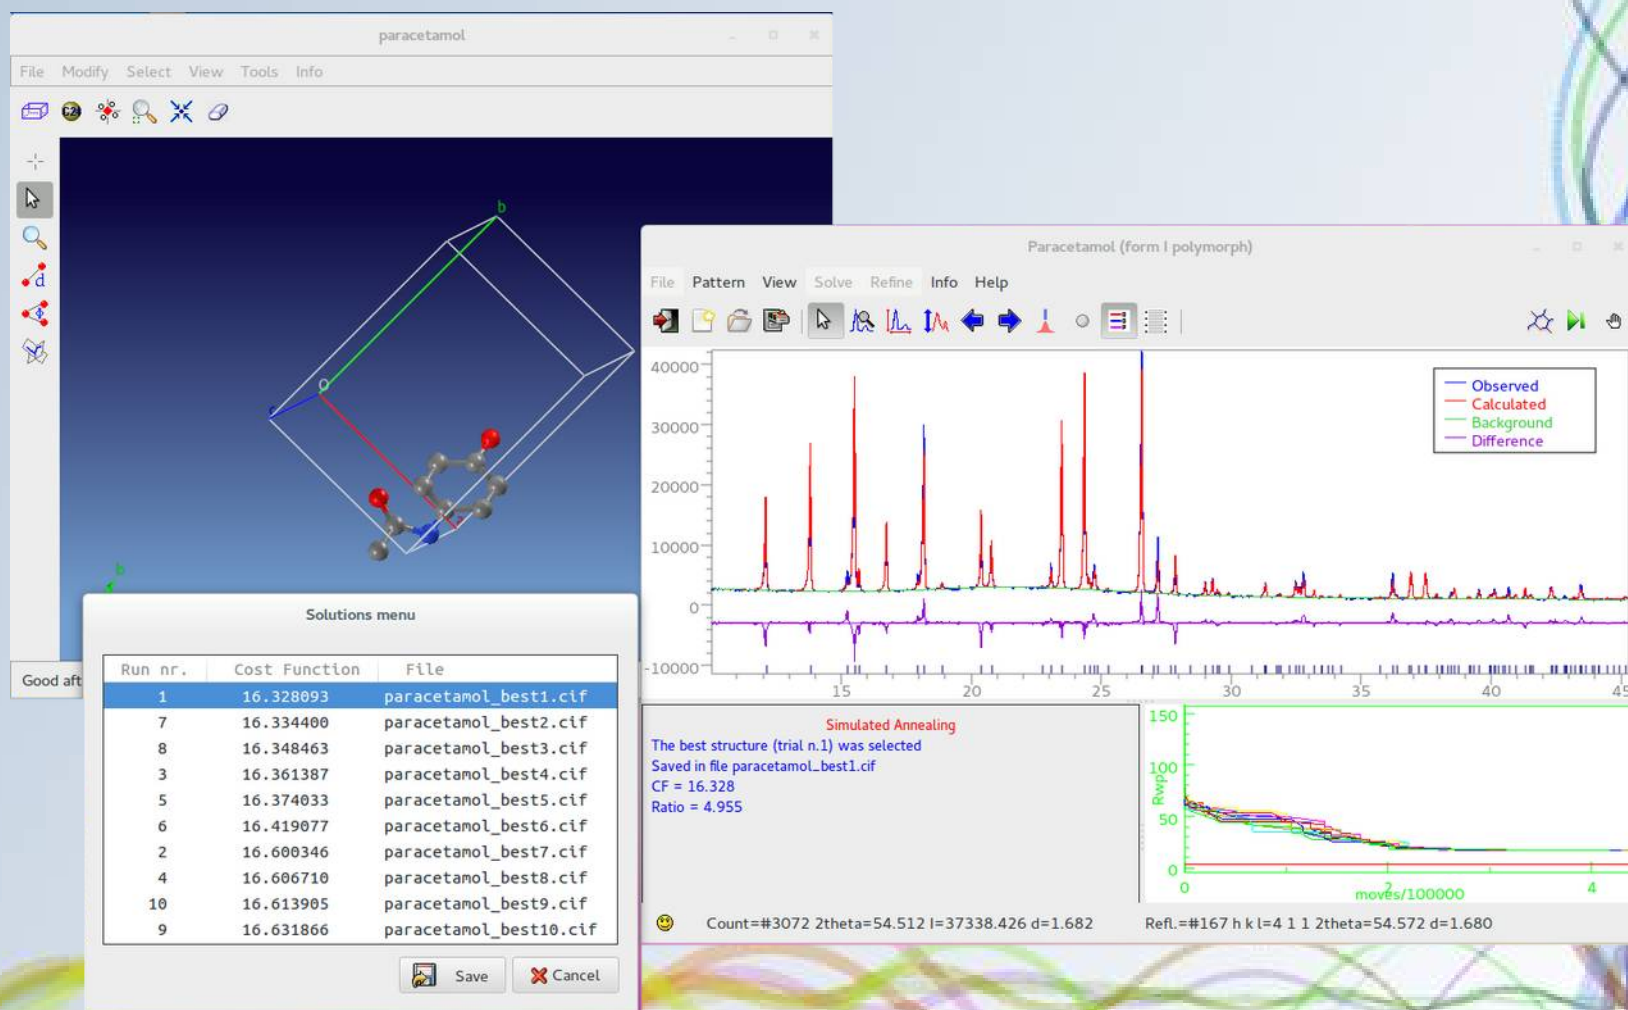 paracetamol
File Modify Select View Tools Info
b
O
c
b
Good aft
Paracetamol (form I polymorph)
File Pattern View Solve Refine Info Help
40000
30000
20000
10000
0
-10000
Observed
Calculated
Background
Difference
15 20 25 30 35 40 45
Simulated Annealing
The best structure (trial n.1) was selected
Saved in file paracetamol_best1.cif
CF = 16.328
Ratio = 4.955
150
100
50
0
Rwp
0 2 4
moves/100000
Count=#3072 2theta=54.512 I=37338.426 d=1.682
Refl.=#167 h k l=4 1 1 2theta=54.572 d=1.680
Solutions menu
Run nr. Cost Function File
1 16.328093 paracetamol_best1.cif
7 16.334400 paracetamol_best2.cif
8 16.348463 paracetamol_best3.cif
3 16.361387 paracetamol_best4.cif
5 16.374033 paracetamol_best5.cif
6 16.419077 paracetamol_best6.cif
2 16.600346 paracetamol_best7.cif
4 16.606710 paracetamol_best8.cif
10 16.613905 paracetamol_best9.cif
9 16.631866 paracetamol_best10.cif
Save Cancel